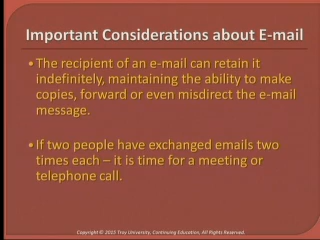 Important Considerations about E-mail
• The recipient of an e-mail can retain it
indefinitely, maintaining the ability to make
copies, forward or even misdirect the e-mail
message.
• If two people have exchanged emails two
times each – it is time for a meeting or
telephone call.
Copyright © 2015 Troy University, Continuing Education, All Rights Reserved.